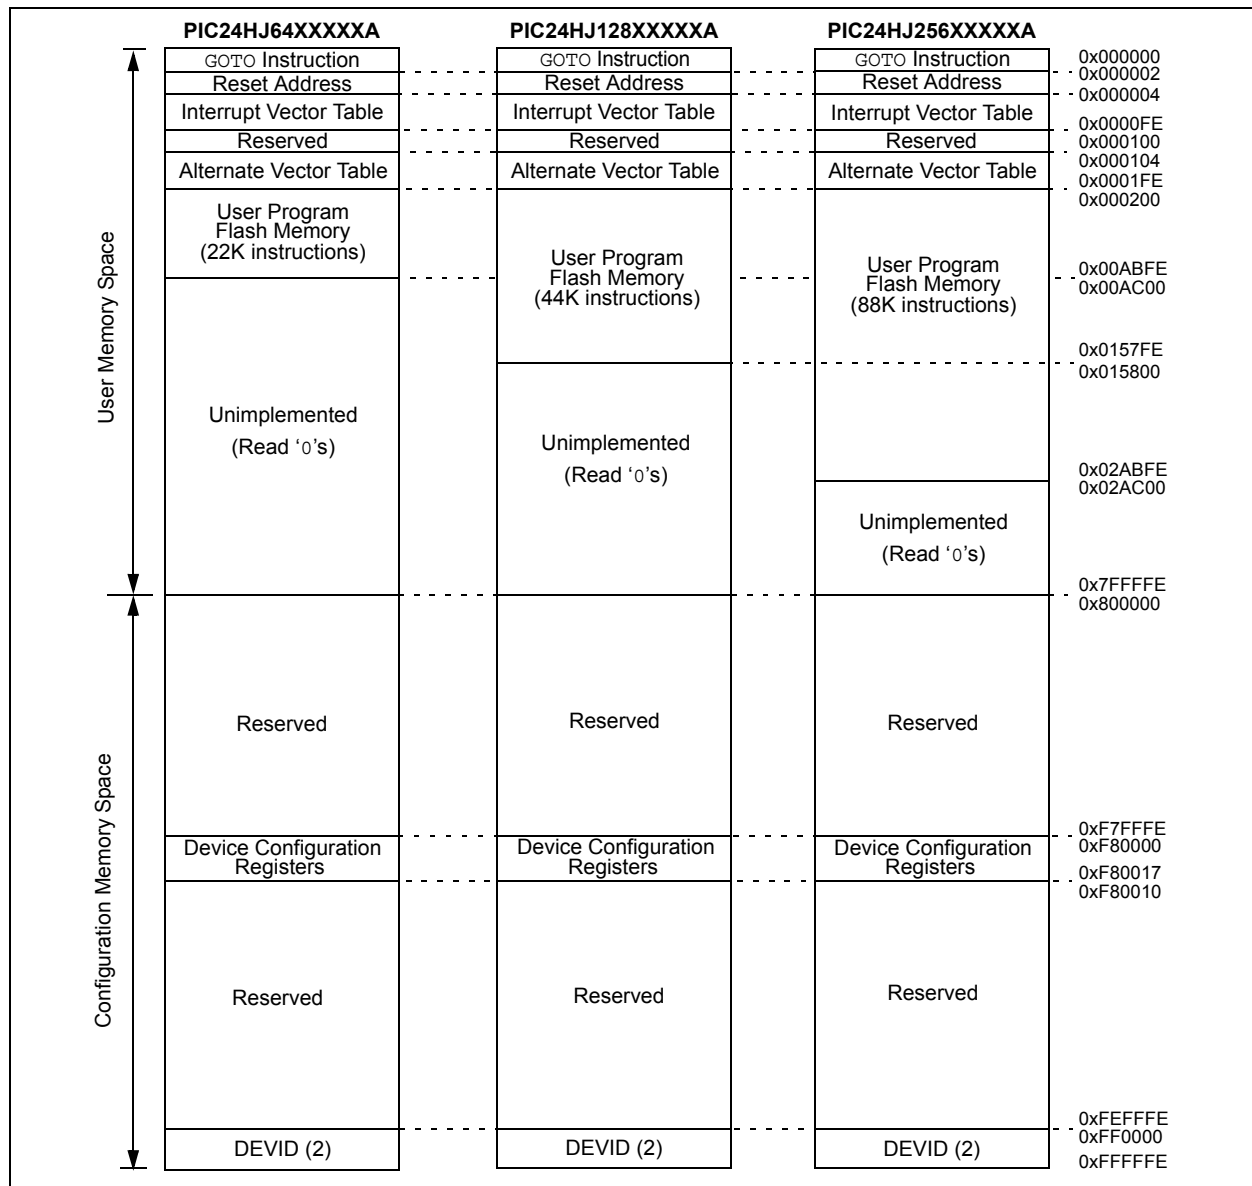 PIC24HJ64XXXXXA PIC24HJ128XXXXXA PIC24HJ256XXXXXA
GOTO Instruction GOTO Instruction GOTO Instruction 0x000000
0x000002
Reset Address Reset Address Reset Address
0x000004
Interrupt Vector Table Interrupt Vector Table Interrupt Vector Table
0x0000FE
Reserved Reserved Reserved 0x000100
0x000104
Alternate Vector Table Alternate Vector Table Alternate Vector Table
0x0001FE
0x000200
User Program
Flash Memory
(22K instructions)
User Program
Flash Memory
(44K instructions)
User Program
Flash Memory
(88K instructions)
0x00ABFE
0x00AC00
0x0157FE
0x015800
Unimplemented
(Read ‘0’s)
Unimplemented
(Read ‘0’s)
0x02ABFE
0x02AC00
Unimplemented
(Read ‘0’s)
User Memory Space
0x7FFFFE
0x800000
Reserved Reserved Reserved
0xF7FFFE
0xF80000
Device Configuration
Registers
Device Configuration
Registers
Device Configuration
Registers
0xF80017
0xF80010
Configuration Memory Space
Reserved Reserved Reserved
0xFEFFFE
0xFF0000
DEVID (2) DEVID (2) DEVID (2)
0xFFFFFE